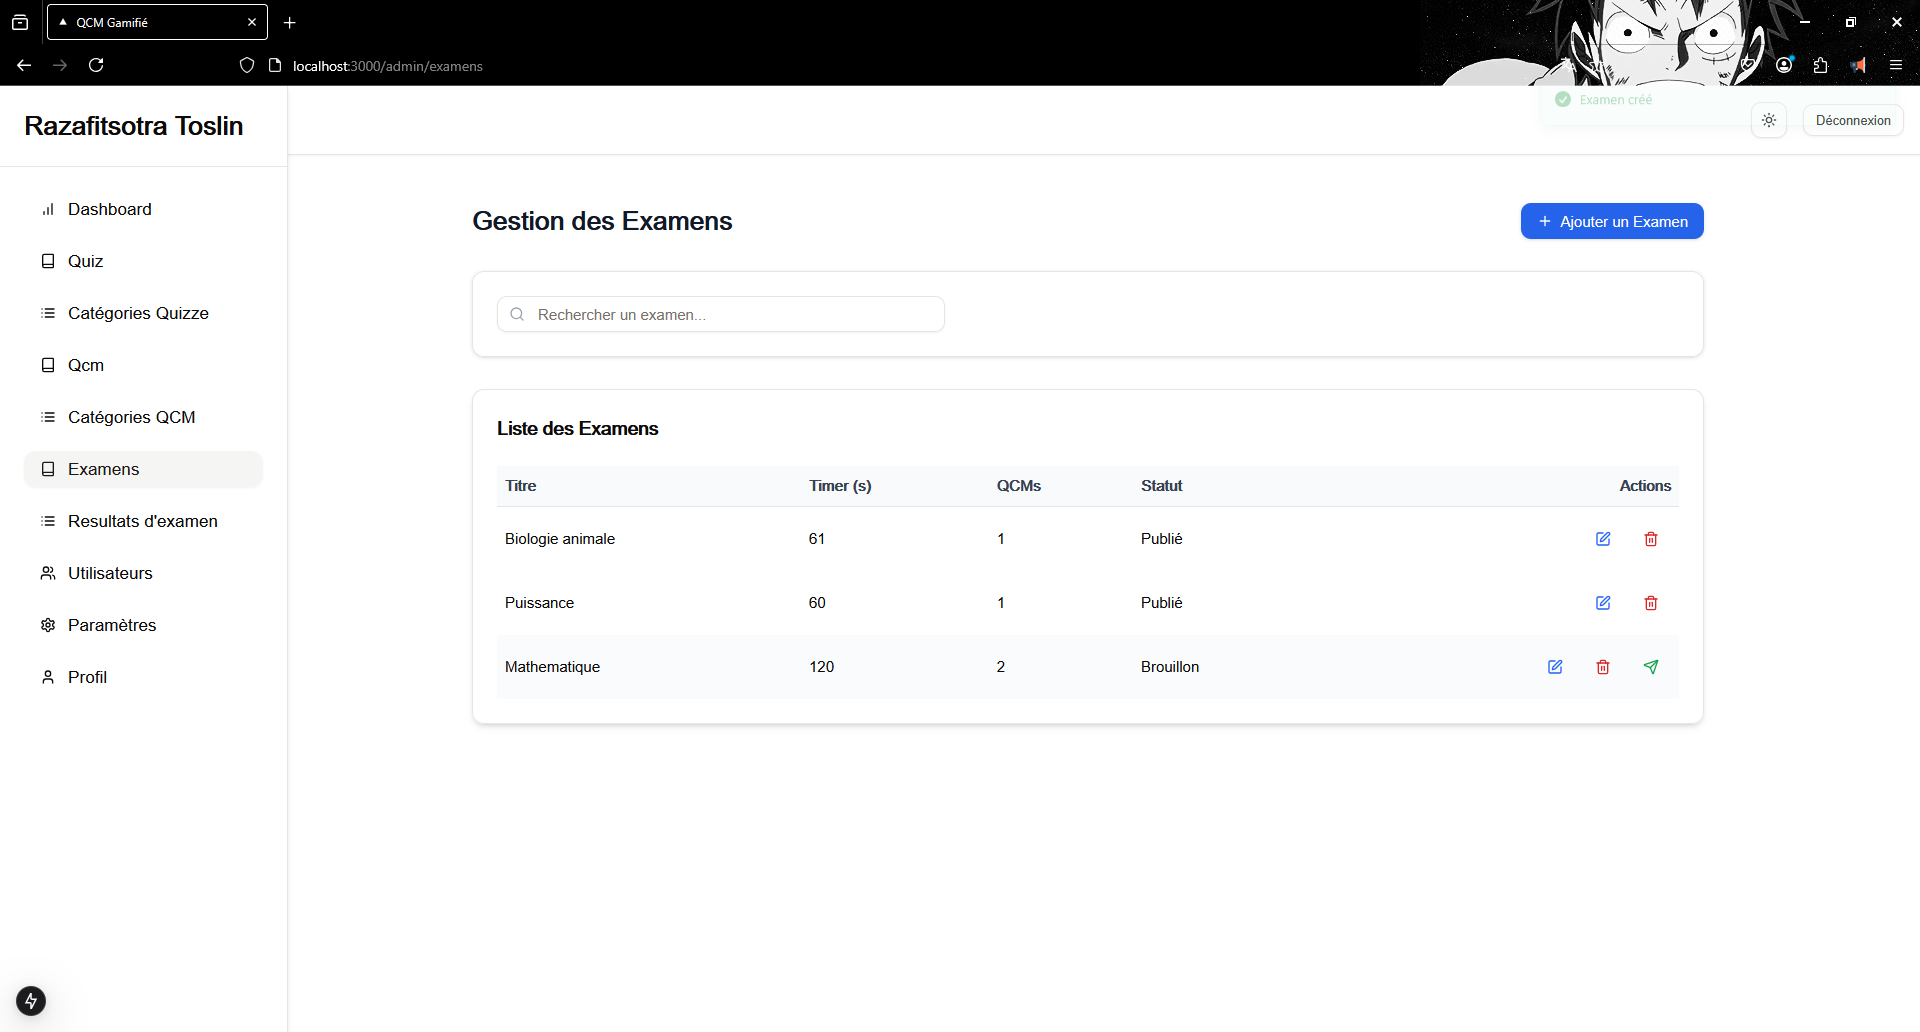 QCM Gamifié
localhost:3000/admin/examens
Razafitsotra Toslin
Examen créé
Déconnexion
Dashboard
Quiz
Catégories Quizze
Qcm
Catégories QCM
Examens
Resultats d'examen
Utilisateurs
Paramètres
Profil
Gestion des Examens
Ajouter un Examen
Rechercher un examen...
Liste des Examens
Titre Timer (s) QCMs Statut Actions
Biologie animale 61 1 Publié
Puissance 60 1 Publié
Mathematique 120 2 Brouillon